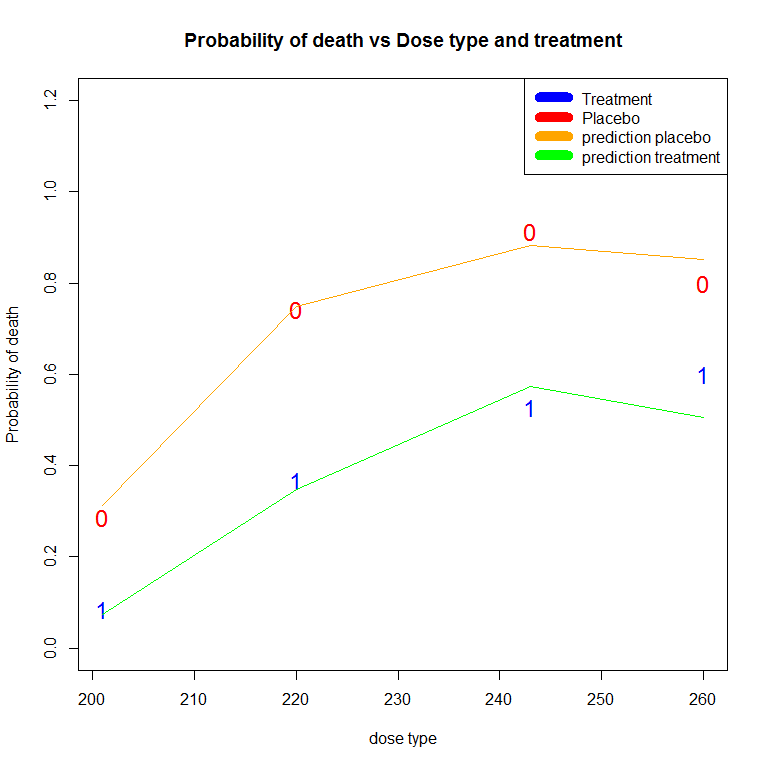 Probability of death vs Dose type and treatment
Treatment
Placebo
prediction placebo
prediction treatment
1.2
1.0
0.8
0.6
0.4
0.2
0.0
Probability of death
0
0
0
0
1
1
1
1
200 210 220 230 240 250 260
dose type